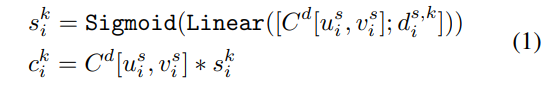 s_i^k = Sigmoid(Linear([C^d[u_i^s, v_i^s]; d_i^{s,k}]))
c_i^k = C^d[u_i^s, v_i^s] * s_i^k
(1)